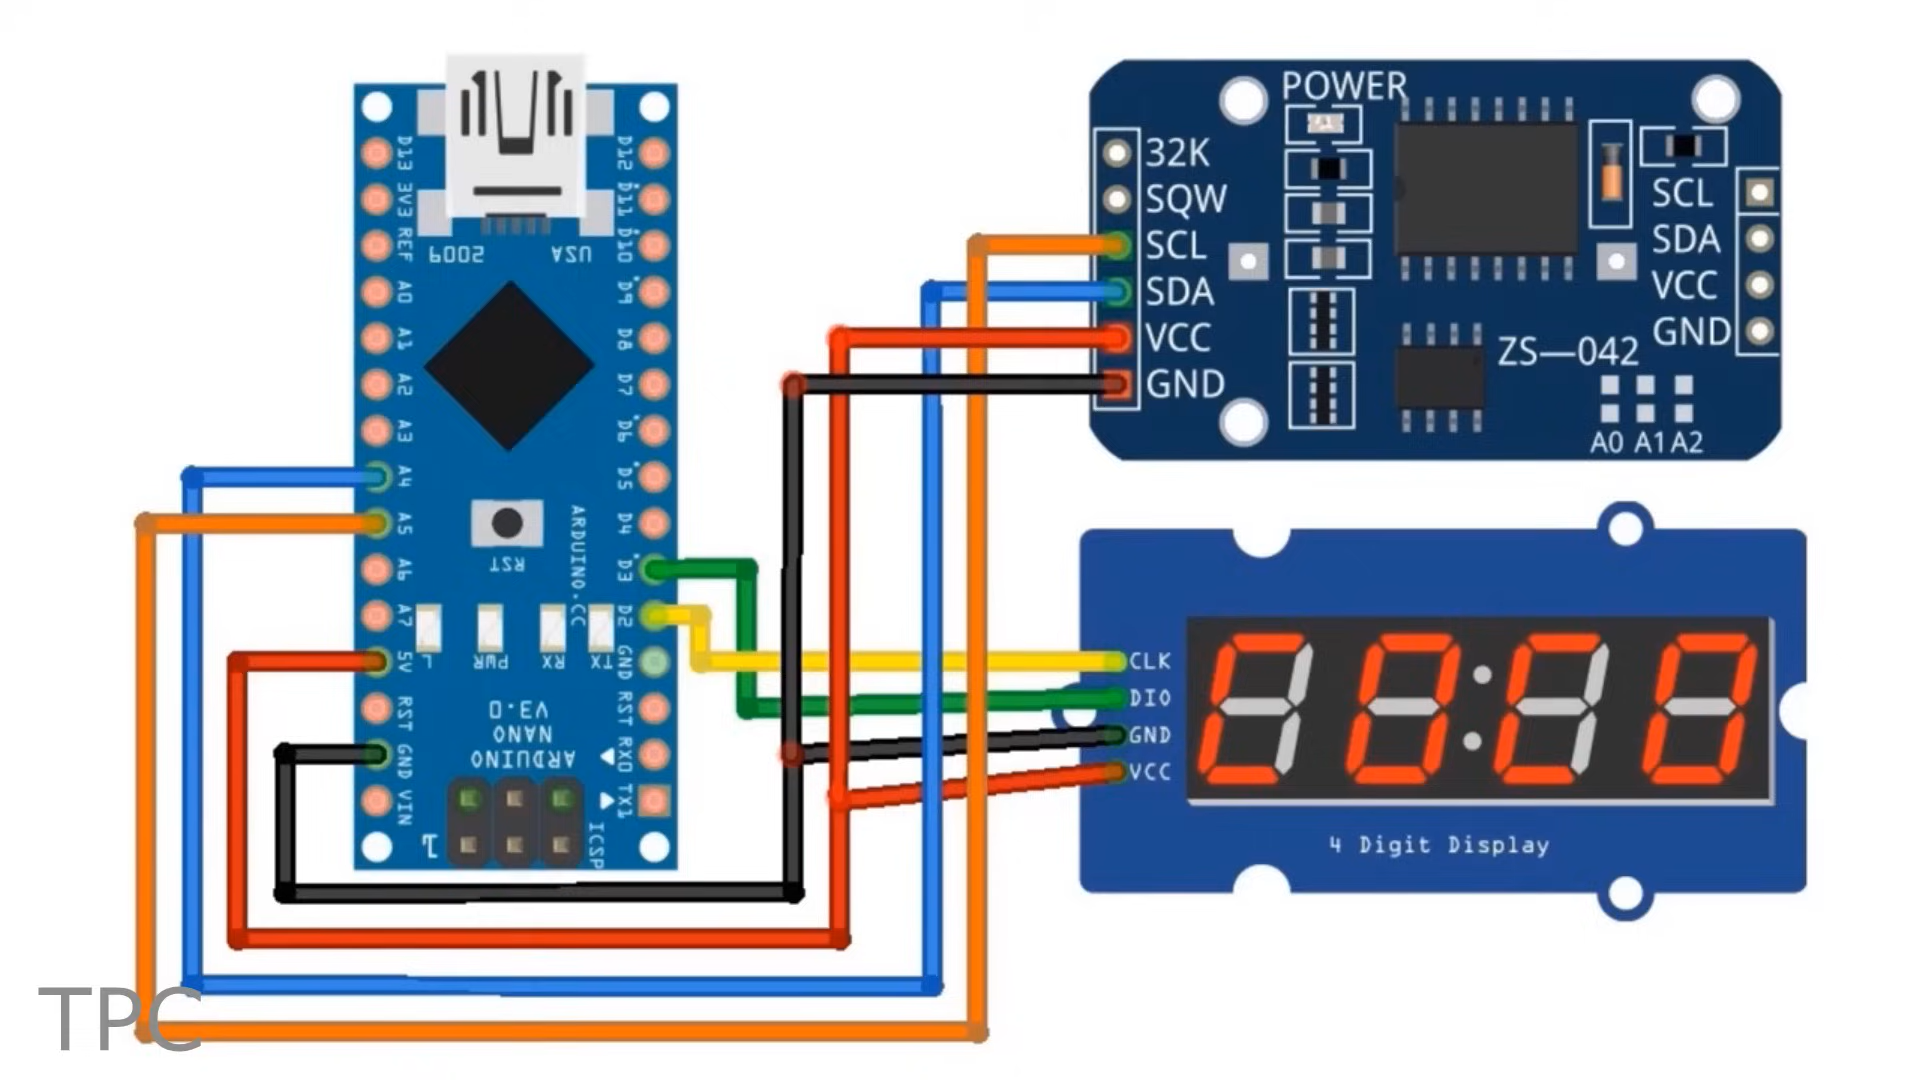 D13
3V3
REF
A0
A1
A2
A3
A4
A5
A6
A7
5V
RST
GND
VIN
D12
D11
D10
D9
D8
D7
D6
D5
D4
D3
D2
GND
RST
RX0
TX1
USA
2009
RST
ARDUINO.CC
L
PWR
RX
TX
ARDUINO
NANO
V3.0
1
ICSP
POWER
32K
SQW
SCL
SDA
VCC
GND
SCL
SDA
VCC
GND
ZS—042
A0 A1 A2
CLK
DIO
GND
VCC
4 Digit Display
TPC